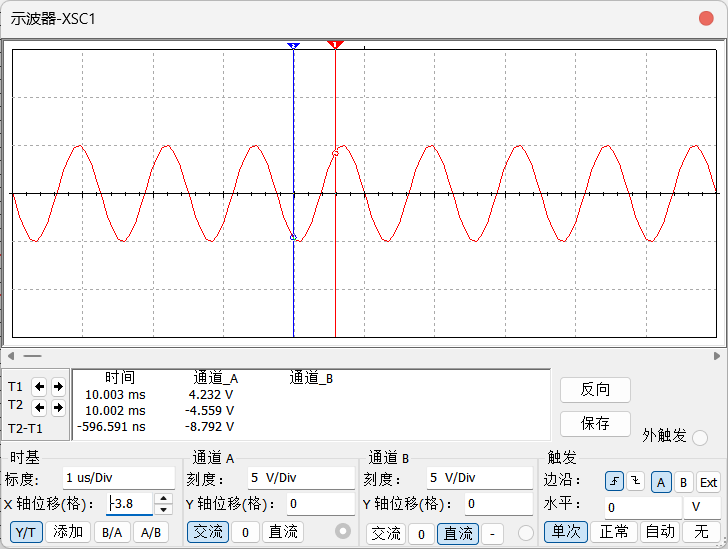 示波器-XSC1
2 1
时间 通道_A 通道_B
T1 10.003 ms 4.232 V
T2 10.002 ms -4.559 V
T2-T1 -596.591 ns -8.792 V
反向
保存
外触发
时基 通道 A 通道 B 触发
标度: 1 us/Div 刻度: 5 V/Div 刻度: 5 V/Div 边沿: A B Ext
X 轴位移(格): -3.8 Y 轴位移(格): 0 Y 轴位移(格): 0 水平: 0 V
Y/T 添加 B/A A/B 交流 0 直流 交流 0 直流 - 单次 正常 自动 无